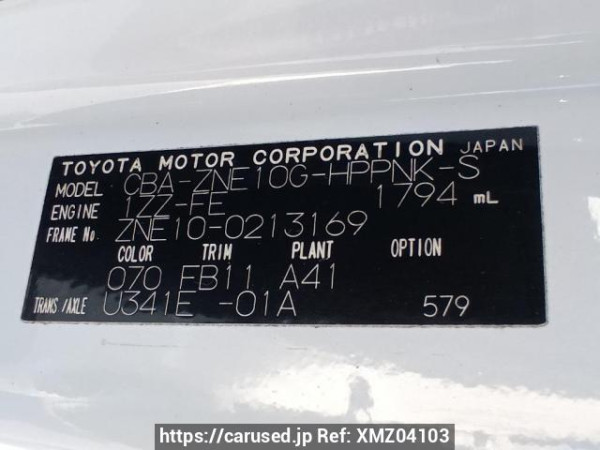 TOYOTA MOTOR CORPORATION JAPAN
MODEL CBA-ZNE10G-HPPNK-S
ENGINE 1ZZ-FE 1794 mL
FRAME No. ZNE10-0213169
COLOR TRIM PLANT OPTION
070 EB11 A41
TRANS/AXLE U341E -01A 579
https://carused.jp Ref: XMZ04103